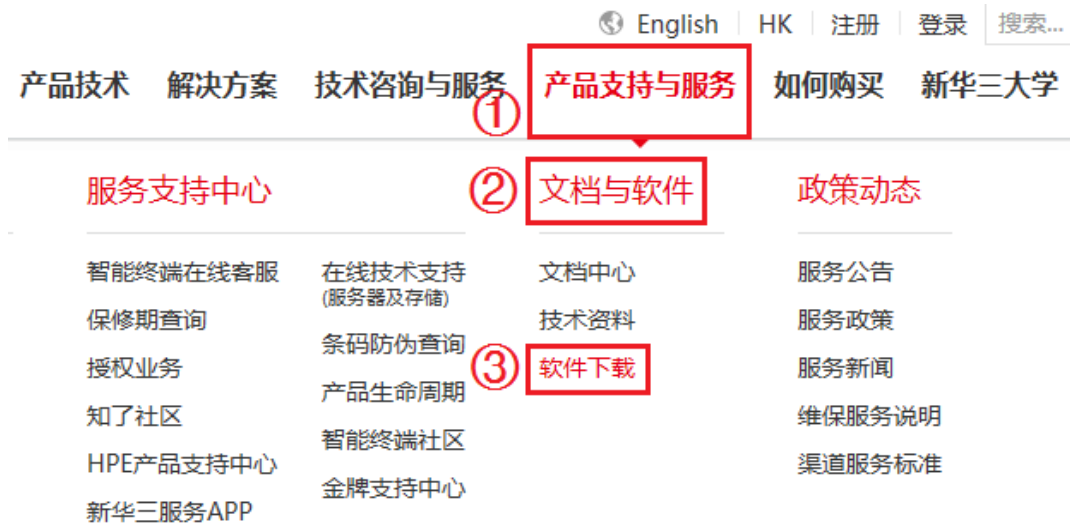 English HK 注册 登录 搜索...
产品技术 解决方案 技术咨询与服务 产品支持与服务 如何购买 新华三大学
①
服务支持中心 ② 文档与软件 政策动态
智能终端在线客服 在线技术支持 文档中心 服务公告
(服务器及存储)
保修期查询 技术资料 服务政策
条码防伪查询
授权业务 ③ 软件下载 服务新闻
产品生命周期
知了社区 维保服务说明
智能终端社区
HPE产品支持中心 渠道服务标准
金牌支持中心
新华三服务APP